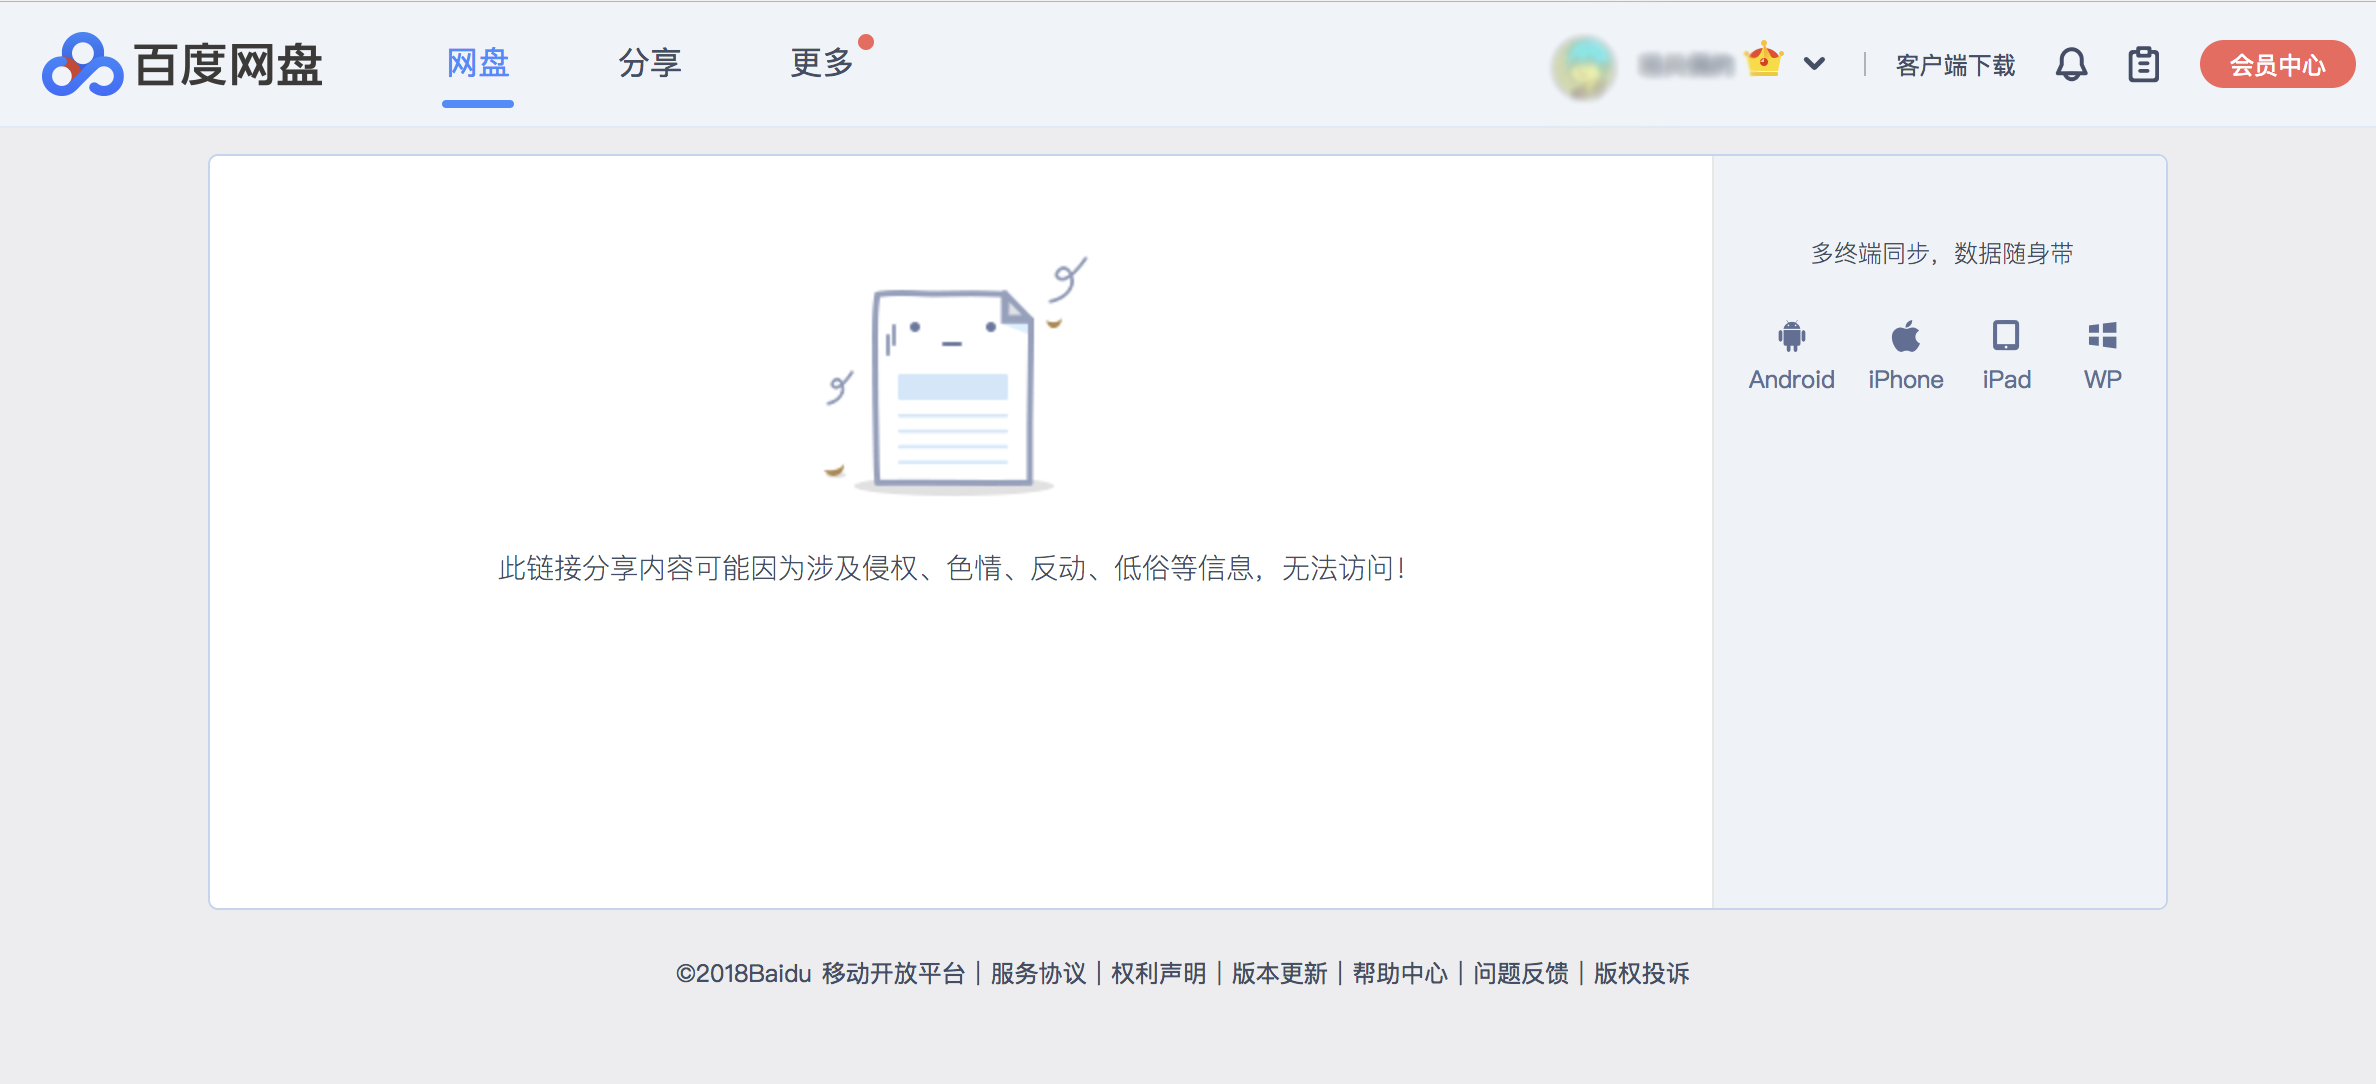 百度网盘
网盘
分享
更多
客户端下载
会员中心
此链接分享内容可能因为涉及侵权、色情、反动、低俗等信息，无法访问！
多终端同步，数据随身带
Android iPhone iPad WP
©2018Baidu 移动开放平台 | 服务协议 | 权利声明 | 版本更新 | 帮助中心 | 问题反馈 | 版权投诉